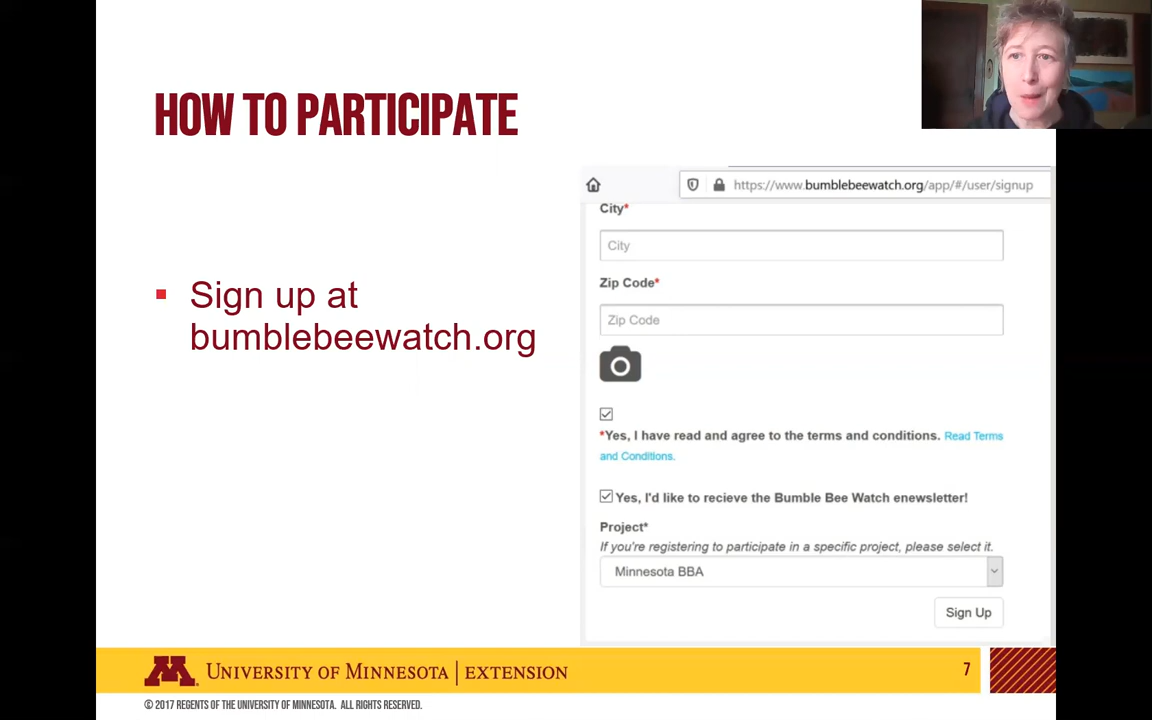 HOW TO PARTICIPATE
Sign up at
bumblebeewatch.org
https://www.bumblebeewatch.org/app/#/user/signup
City*
City
Zip Code*
Zip Code
*Yes, I have read and agree to the terms and conditions. Read Terms
and Conditions.
Yes, I'd like to recieve the Bumble Bee Watch enewsletter!
Project*
If you're registering to participate in a specific project, please select it.
Minnesota BBA
Sign Up
M UNIVERSITY OF MINNESOTA | EXTENSION
7
© 2017 REGENTS OF THE UNIVERSITY OF MINNESOTA. ALL RIGHTS RESERVED.